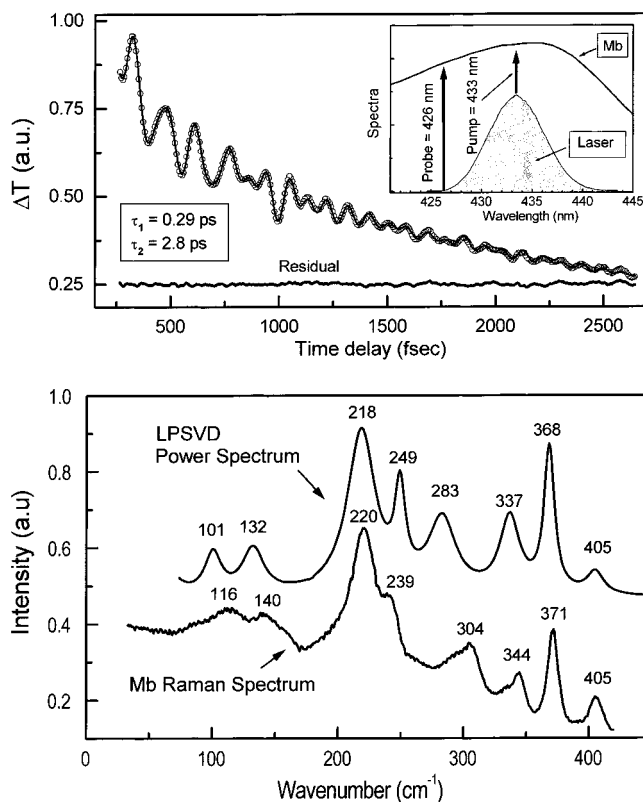 1.00
0.75
0.50
0.25
ΔT (a.u.)
τ₁ = 0.29 ps
τ₂ = 2.8 ps
Residual
500
1000
1500
2000
2500
Time delay (fsec)
Spectra
Probe = 426 nm
Pump = 433 nm
Mb
Laser
425
430
435
440
445
Wavelength (nm)
1.0
0.8
0.6
0.4
0.2
Intensity (a.u)
LPSVD
Power Spectrum
101
132
218
249
283
337
368
405
116
140
220
239
304
344
371
405
Mb Raman Spectrum
0
100
200
300
400
Wavenumber (cm⁻¹)